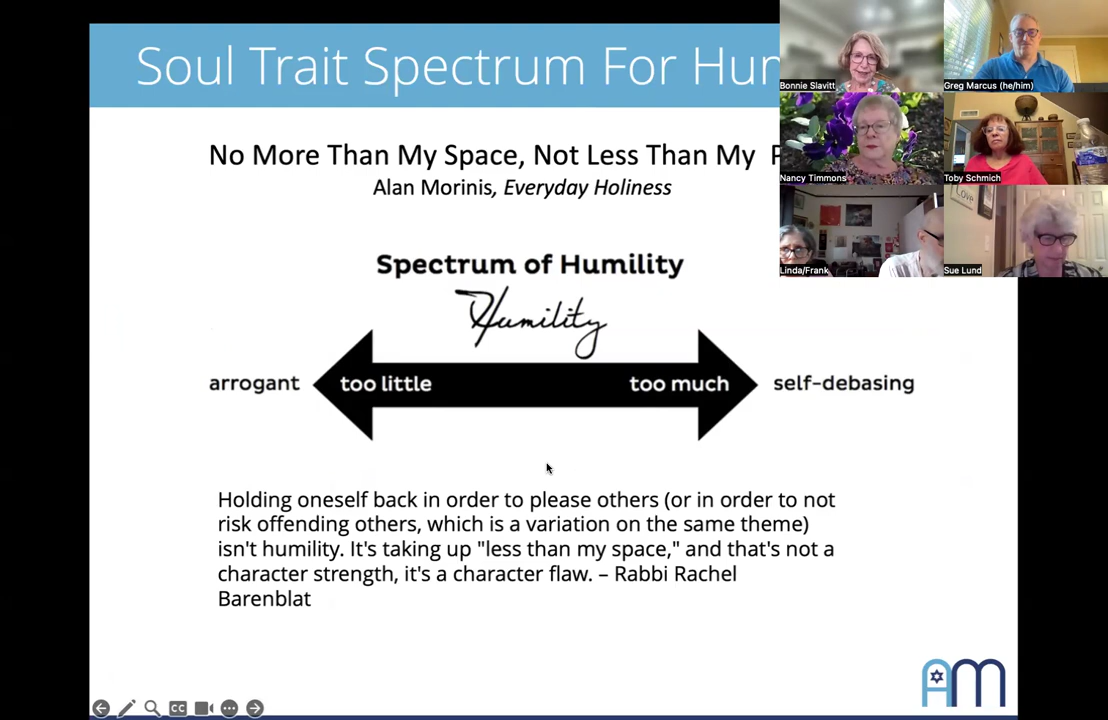 Soul Trait Spectrum For Hum
No More Than My Space, Not Less Than My
Alan Morinis, Everyday Holiness
Spectrum of Humility
Humility
arrogant too little too much self-debasing
Holding oneself back in order to please others (or in order to not
risk offending others, which is a variation on the same theme)
isn't humility. It's taking up "less than my space," and that's not a
character strength, it's a character flaw. – Rabbi Rachel
Barenblat
Bonnie Slavitt
Greg Marcus (he/him)
Nancy Timmons
Toby Schmich
Linda/Frank
Sue Lund
CC
AM